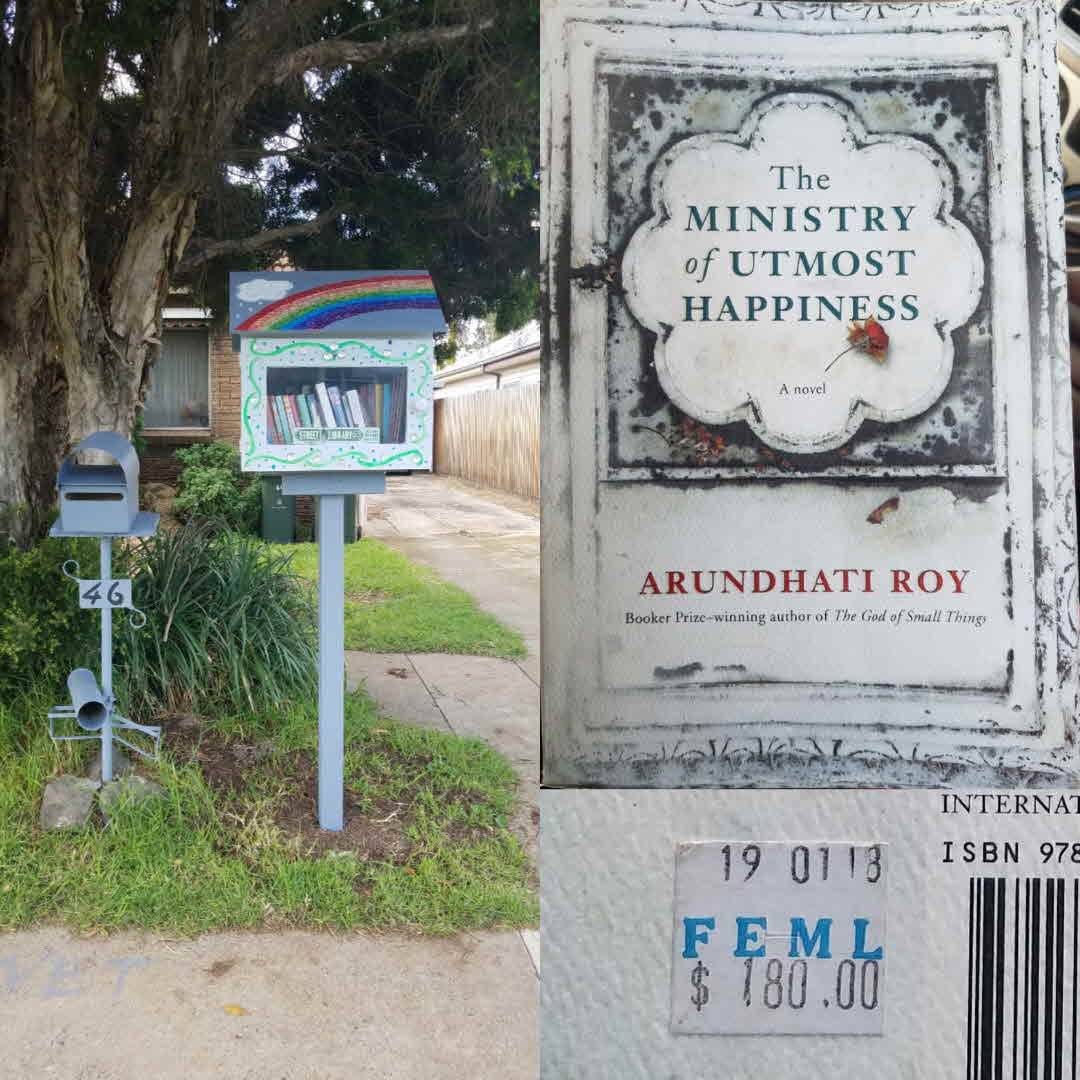 STREET LIBRARY
46
The
MINISTRY
of UTMOST
HAPPINESS
A novel
ARUNDHATI ROY
Booker Prize–winning author of The God of Small Things
INTERNAT
ISBN 978
19 01 18
FEML
$ 180.00